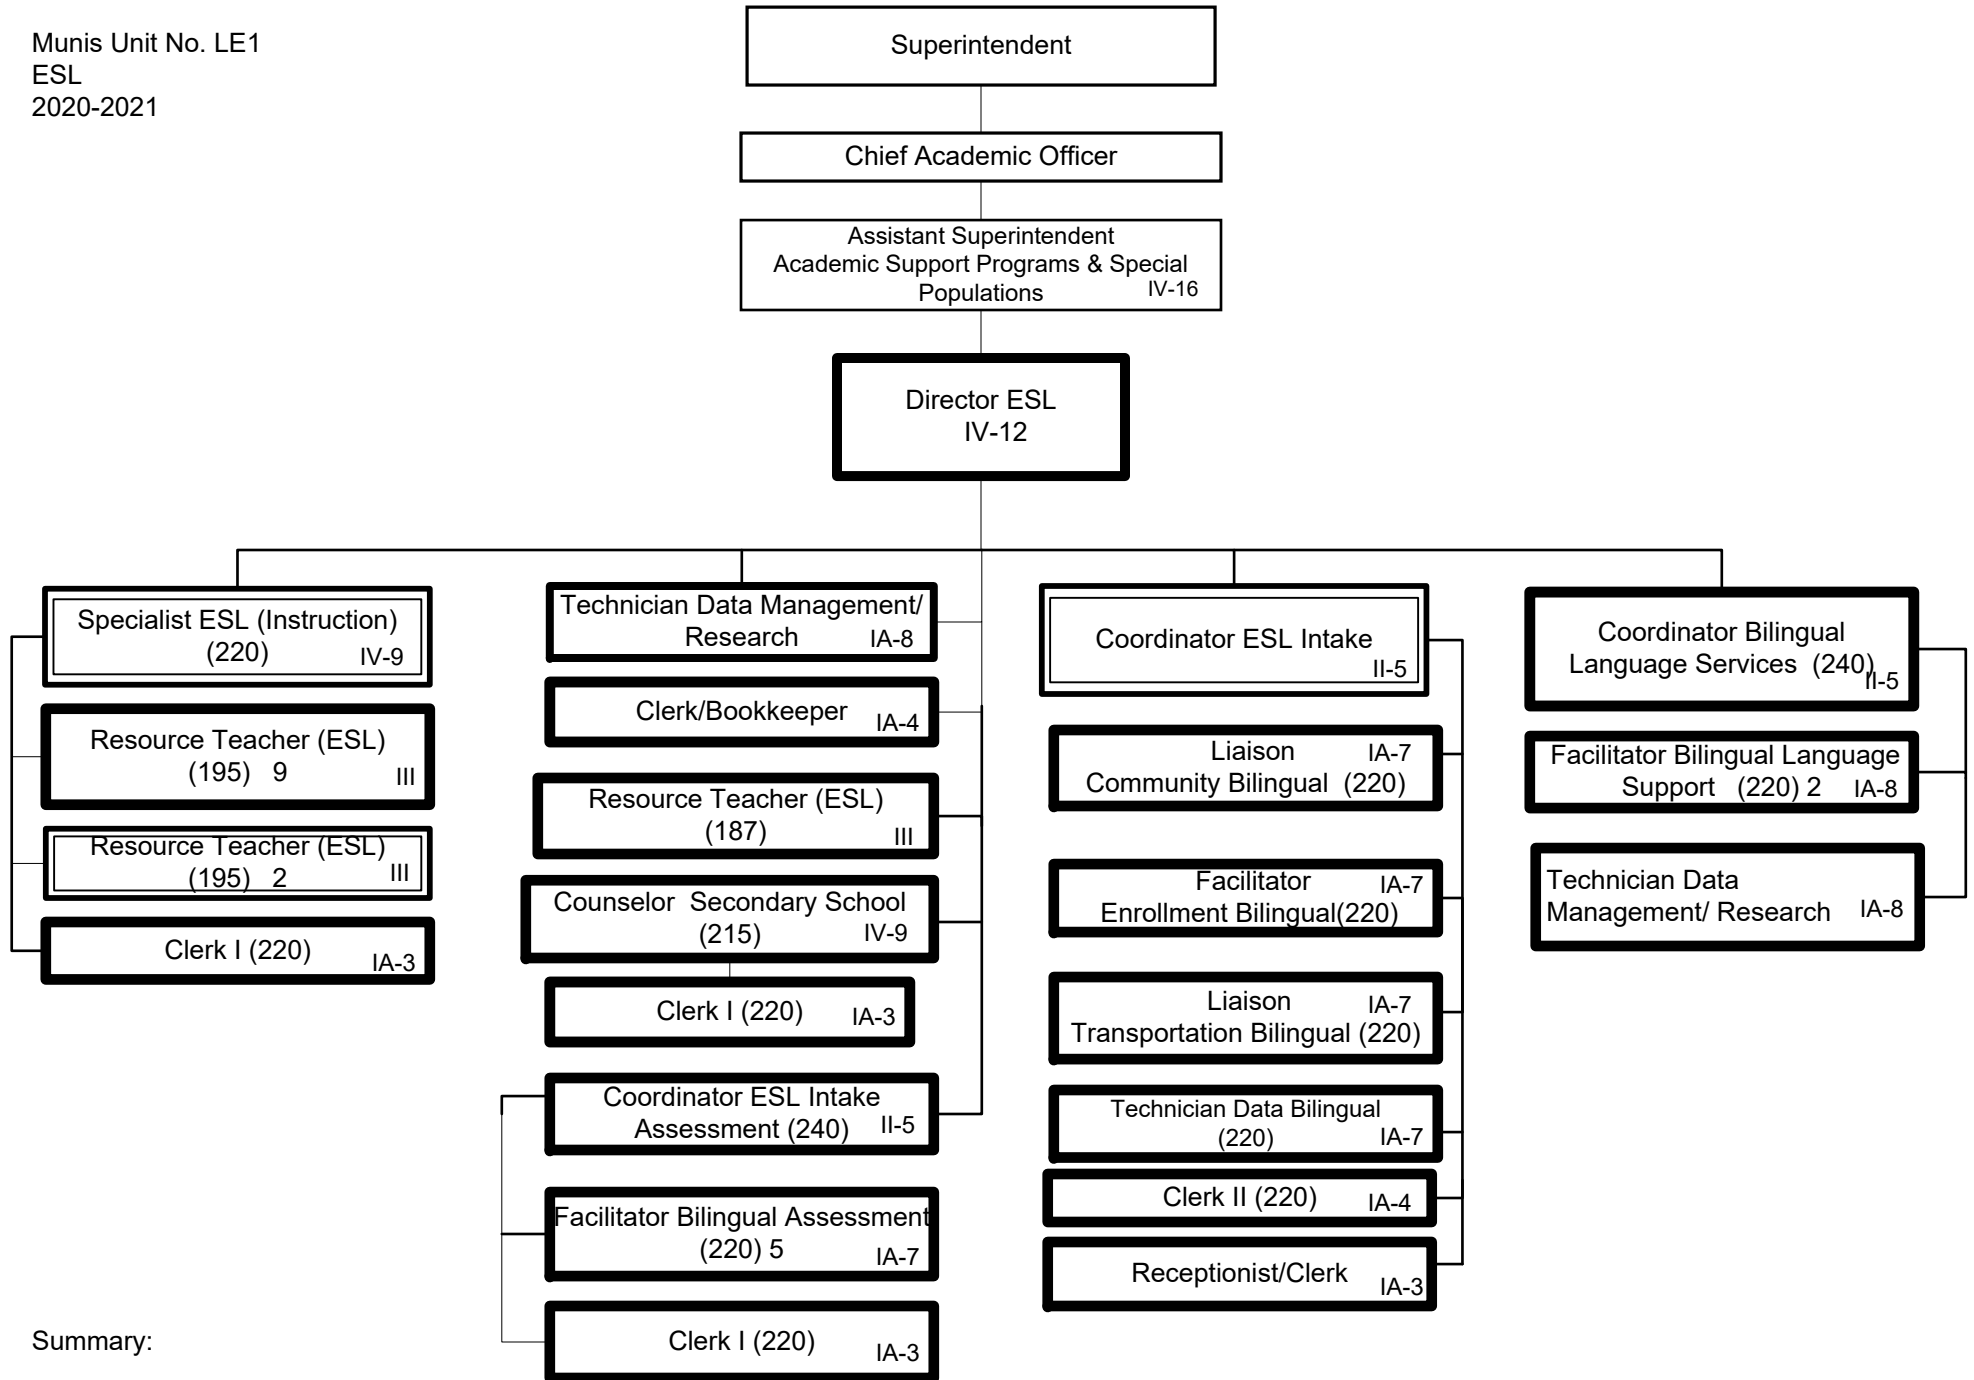 Munis Unit No. LE1
ESL
2020-2021
Superintendent
Chief Academic Officer
Assistant Superintendent
Academic Support Programs & Special
Populations IV-16
Director ESL
IV-12
Specialist ESL (Instruction)
(220) IV-9
Resource Teacher (ESL)
(195) 9 III
Resource Teacher (ESL)
(195) 2 III
Clerk I (220) IA-3
Technician Data Management/
Research IA-8
Clerk/Bookkeeper IA-4
Resource Teacher (ESL)
(187) III
Counselor Secondary School
(215) IV-9
Clerk I (220) IA-3
Coordinator ESL Intake
Assessment (240) II-5
Facilitator Bilingual Assessment
(220) 5 IA-7
Clerk I (220) IA-3
Coordinator ESL Intake
II-5
Liaison IA-7
Community Bilingual (220)
Facilitator IA-7
Enrollment Bilingual(220)
Liaison IA-7
Transportation Bilingual (220)
Technician Data Bilingual
(220) IA-7
Clerk II (220) IA-4
Receptionist/Clerk IA-3
Coordinator Bilingual
Language Services (240) II-5
Facilitator Bilingual Language
Support (220) 2 IA-8
Technician Data
Management/ Research IA-8
Summary: